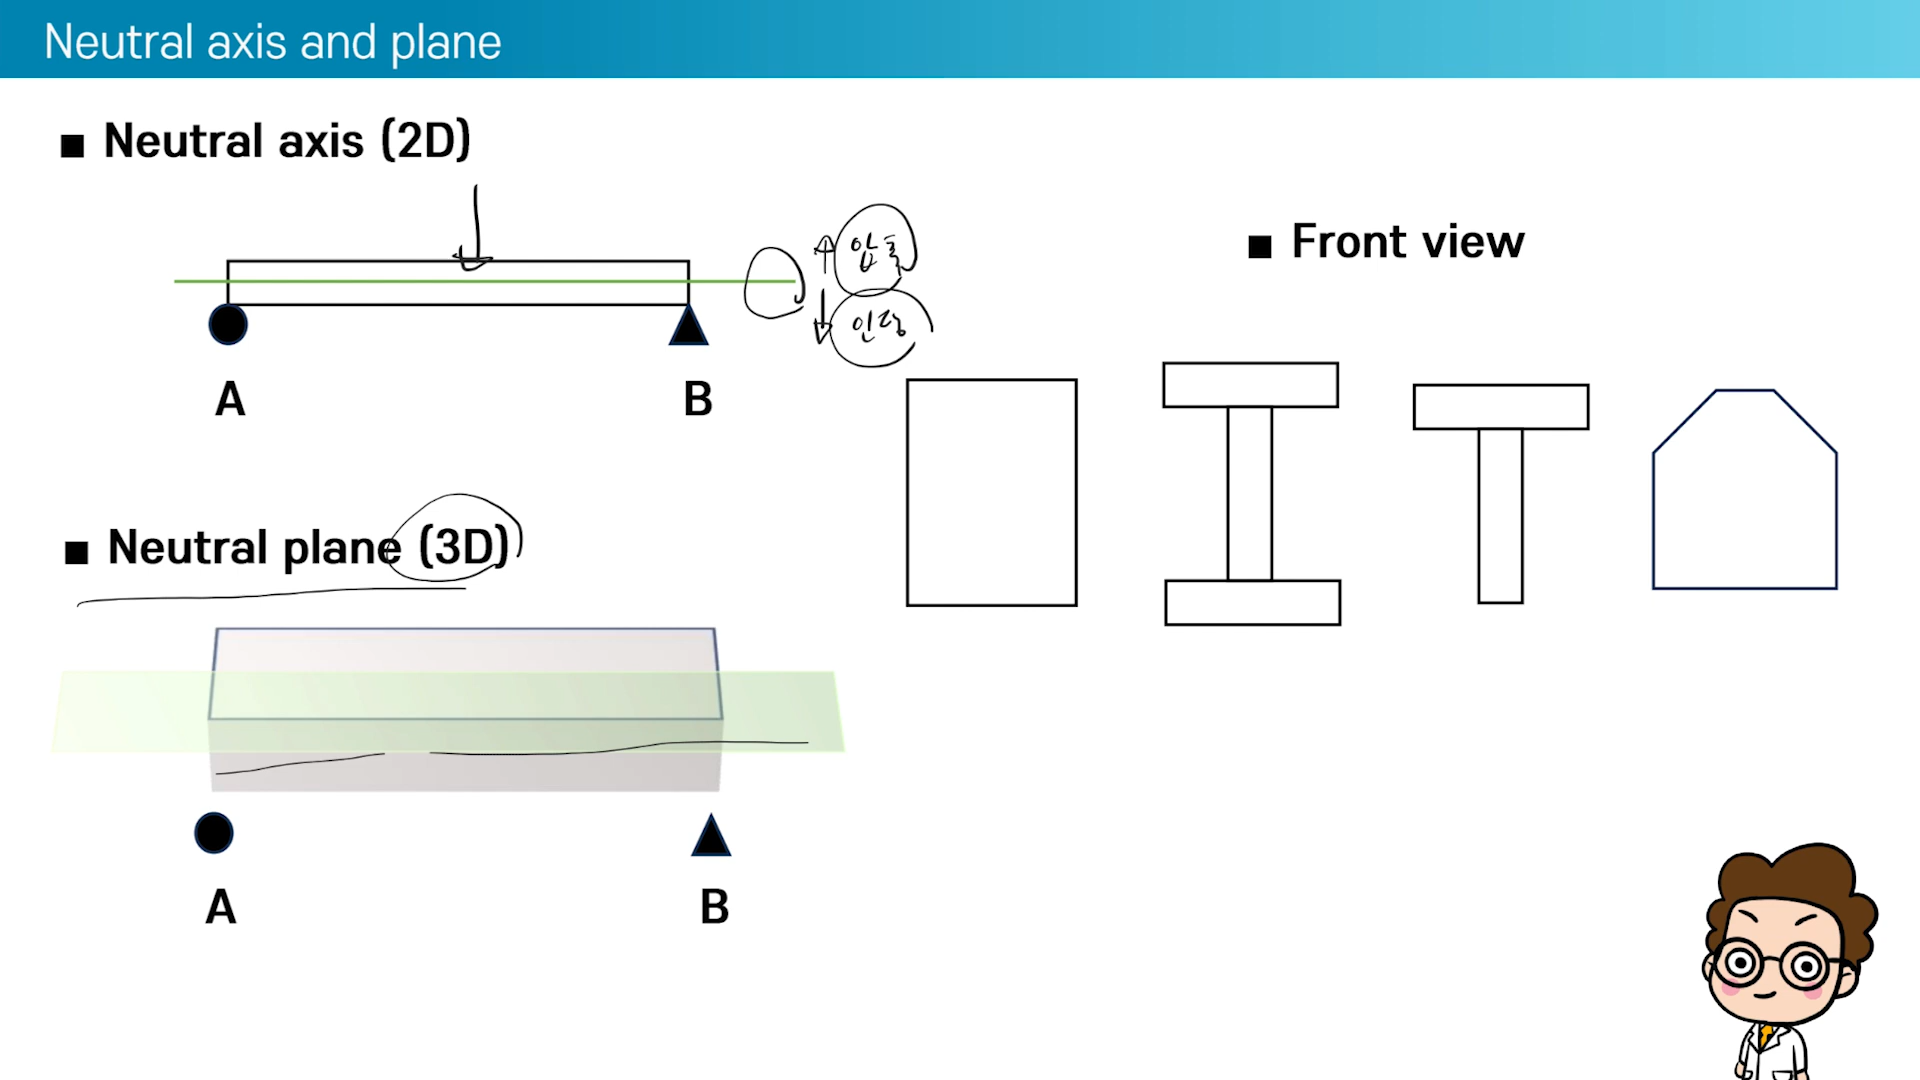 Neutral axis and plane
■ Neutral axis (2D)
압축
인장
A B
■ Neutral plane (3D)
A B
■ Front view